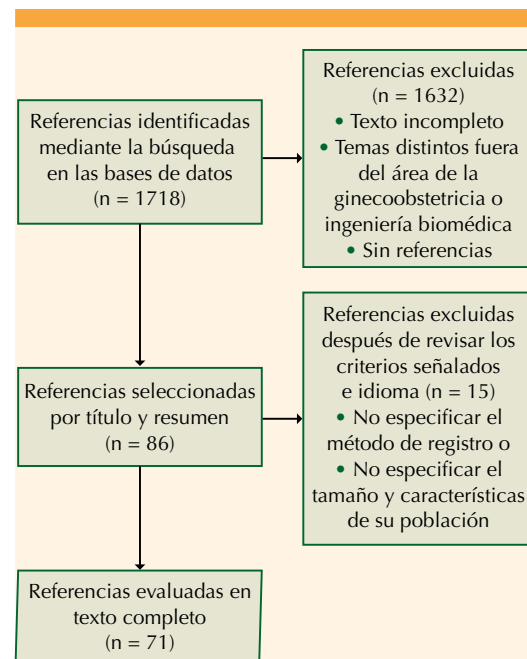 Referencias identificadas
mediante la búsqueda
en las bases de datos
(n = 1718)
Referencias excluidas
(n = 1632)
• Texto incompleto
• Temas distintos fuera
del área de la
ginecoobstetricia o
ingeniería biomédica
• Sin referencias
Referencias seleccionadas
por título y resumen
(n = 86)
Referencias excluidas
después de revisar los
criterios señalados
e idioma (n = 15)
• No especificar el
método de registro o
• No especificar el
tamaño y características
de su población
Referencias evaluadas en
texto completo
(n = 71)